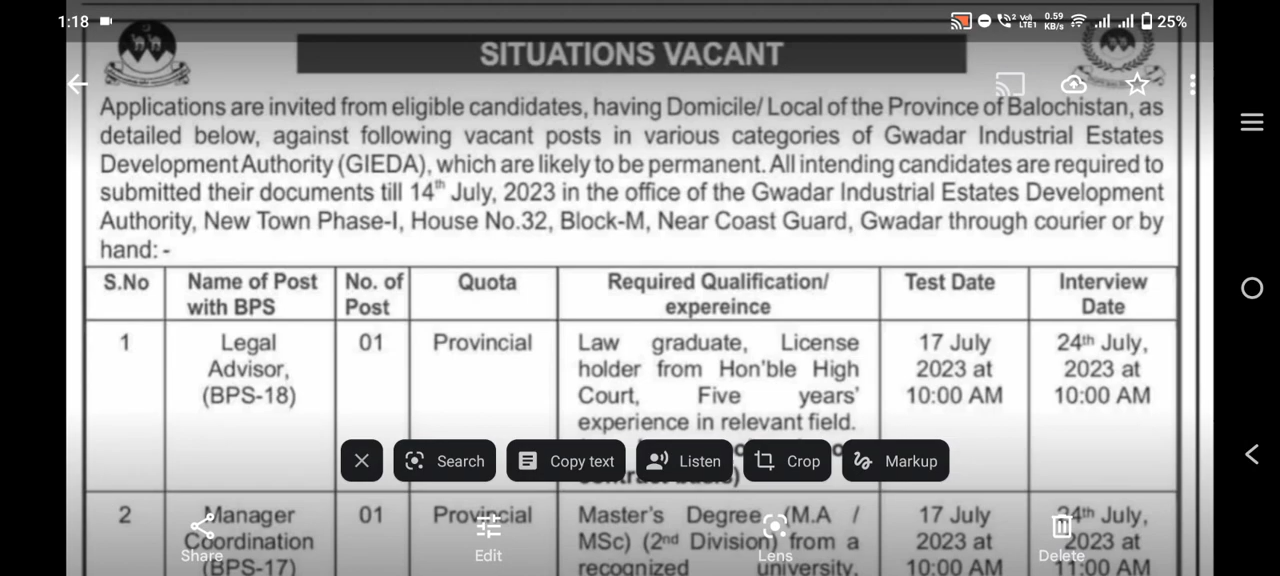 1:18
Vo) 2 LTE1 0.59 KB/s 25%
SITUATIONS VACANT
Applications are invited from eligible candidates, having Domicile/ Local of the Province of Balochistan, as
detailed below, against following vacant posts in various categories of Gwadar Industrial Estates
Development Authority (GIEDA), which are likely to be permanent. All intending candidates are required to
submitted their documents till 14th July, 2023 in the office of the Gwadar Industrial Estates Development
Authority, New Town Phase-I, House No.32, Block-M, Near Coast Guard, Gwadar through courier or by
hand: -
S.No Name of Post No. of Quota Required Qualification/ Test Date Interview
with BPS Post expereince Date
1 Legal 01 Provincial Law graduate, License 17 July 24th July,
Advisor, holder from Hon'ble High 2023 at 2023 at
(BPS-18) Court, Five years' 10:00 AM 10:00 AM
experience in relevant field.
Search Copy text Listen Crop Markup
contract basis)
2 Manager 01 Provincial Master's Degree (M.A / 17 July 24th July,
Coordination MSc) (2nd Division) from a 2023 at 2023 at
(BPS-17) recognized university, 10:00 AM 11:00 AM
Share Edit Lens Delete